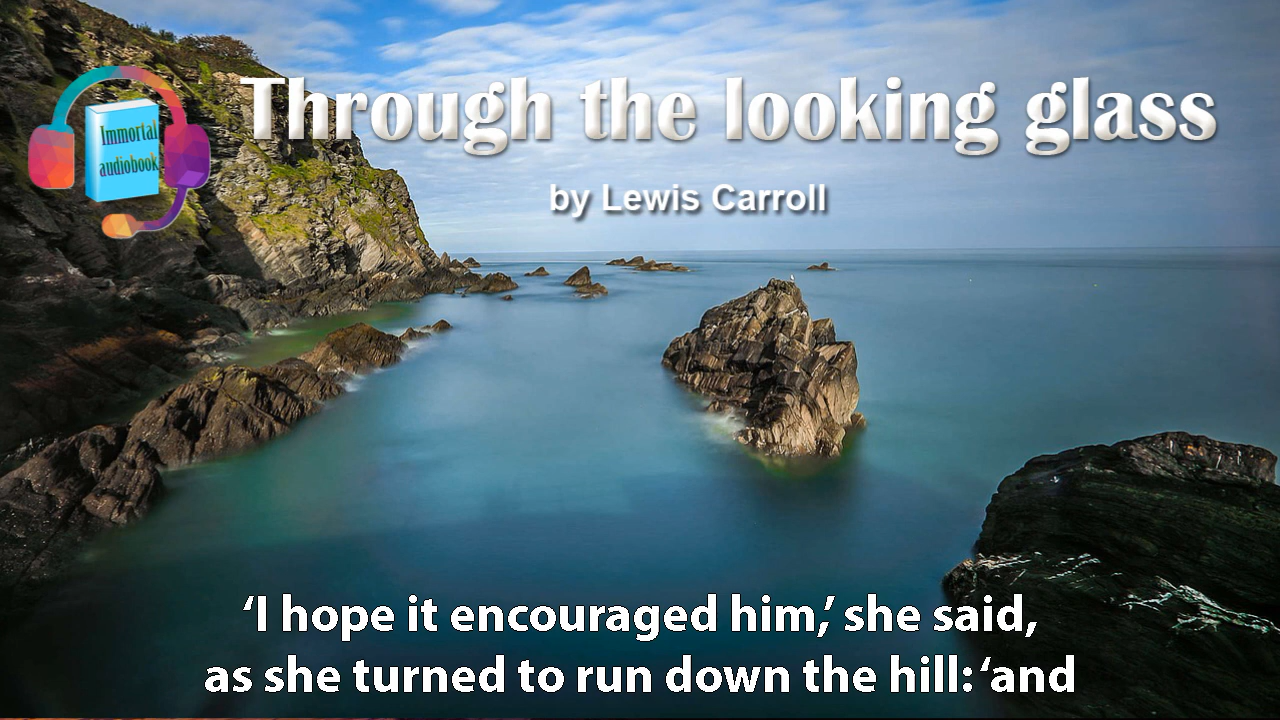 Immortal
audiobook
Through the looking glass
by Lewis Carroll
‘I hope it encouraged him,’ she said,
as she turned to run down the hill: ‘and